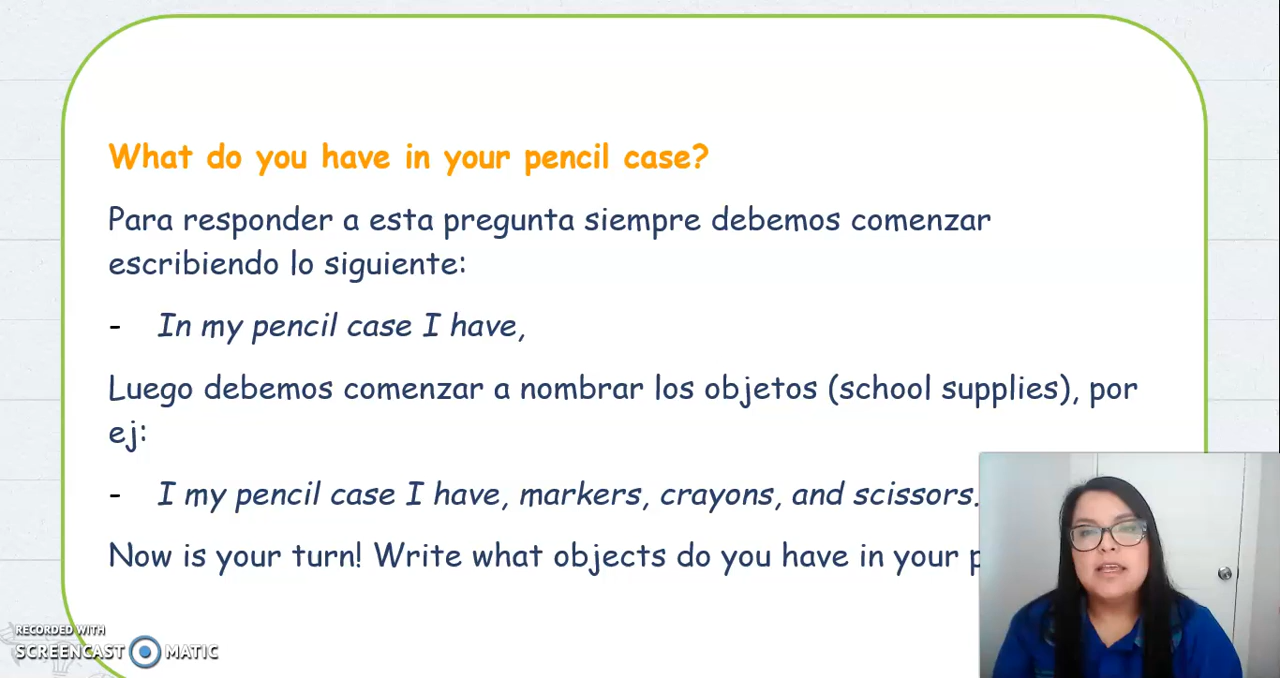 What do you have in your pencil case?
Para responder a esta pregunta siempre debemos comenzar
escribiendo lo siguiente:
- In my pencil case I have,
Luego debemos comenzar a nombrar los objetos (school supplies), por
ej:
- I my pencil case I have, markers, crayons, and scissors.
Now is your turn! Write what objects do you have in your
RECORDED WITH
SCREENCAST MATIC